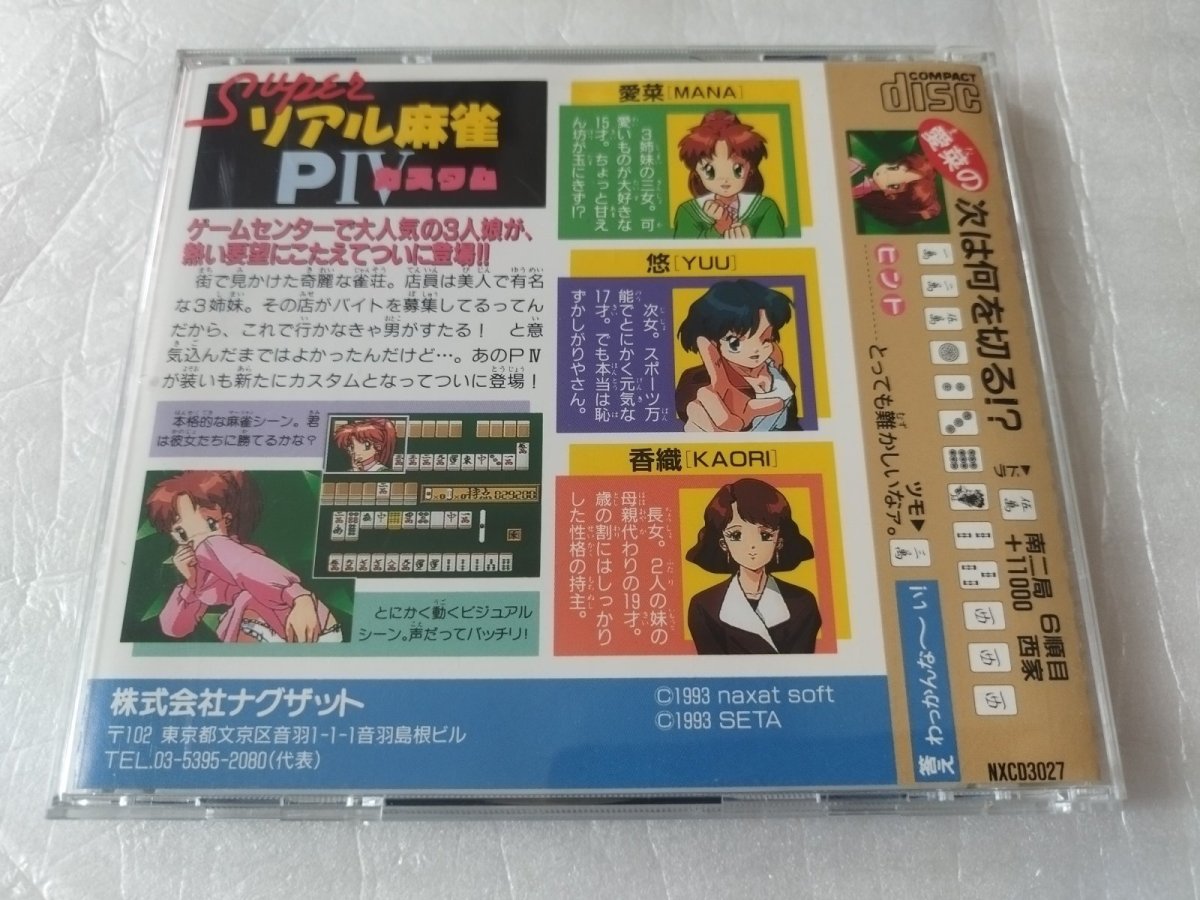 Super
リアル麻雀
PⅣカスタム
ゲームセンターで大人気の3人娘が、
熱い要望にこたえてついに登場!!
街で見かけた奇麗な雀荘。店員は美人で有名
な3姉妹。その店がバイトを募集してるってん
だから、これで行かなきゃ男がすたる! と意
気込んだまではよかったんだけど…。あのPⅣ
が装いも新たにカスタムとなってついに登場!
本格的な麻雀シーン。君
は彼女たちに勝てるかな?
持点 029200
とにかく動くビジュアル
シーン。声だってバッチリ!
愛菜[MANA]
3姉妹の三女。可
愛いものが大好きな
15才。ちょっと甘え
ん坊が玉にきず!?
悠[YUU]
次女。スポーツ万
能でとにかく元気な
17才。でも本当は恥
ずかしがりやさん。
香織[KAORI]
長女。2人の妹の
母親代わりの19才。
歳の割にはしっかり
した性格の持主。
株式会社ナグザット
〒102 東京都文京区音羽1-1-1音羽島根ビル
TEL.03-5395-2080(代表)
©1993 naxat soft
©1993 SETA
COMPACT
disc
愛菜の
次は何を切る!?
ヒント
とっても難かしいなァ。
ツモ▶
▶ドラ
南二局 6順目
+11000 西家
答え わっかんな〜い!
NXCD3027